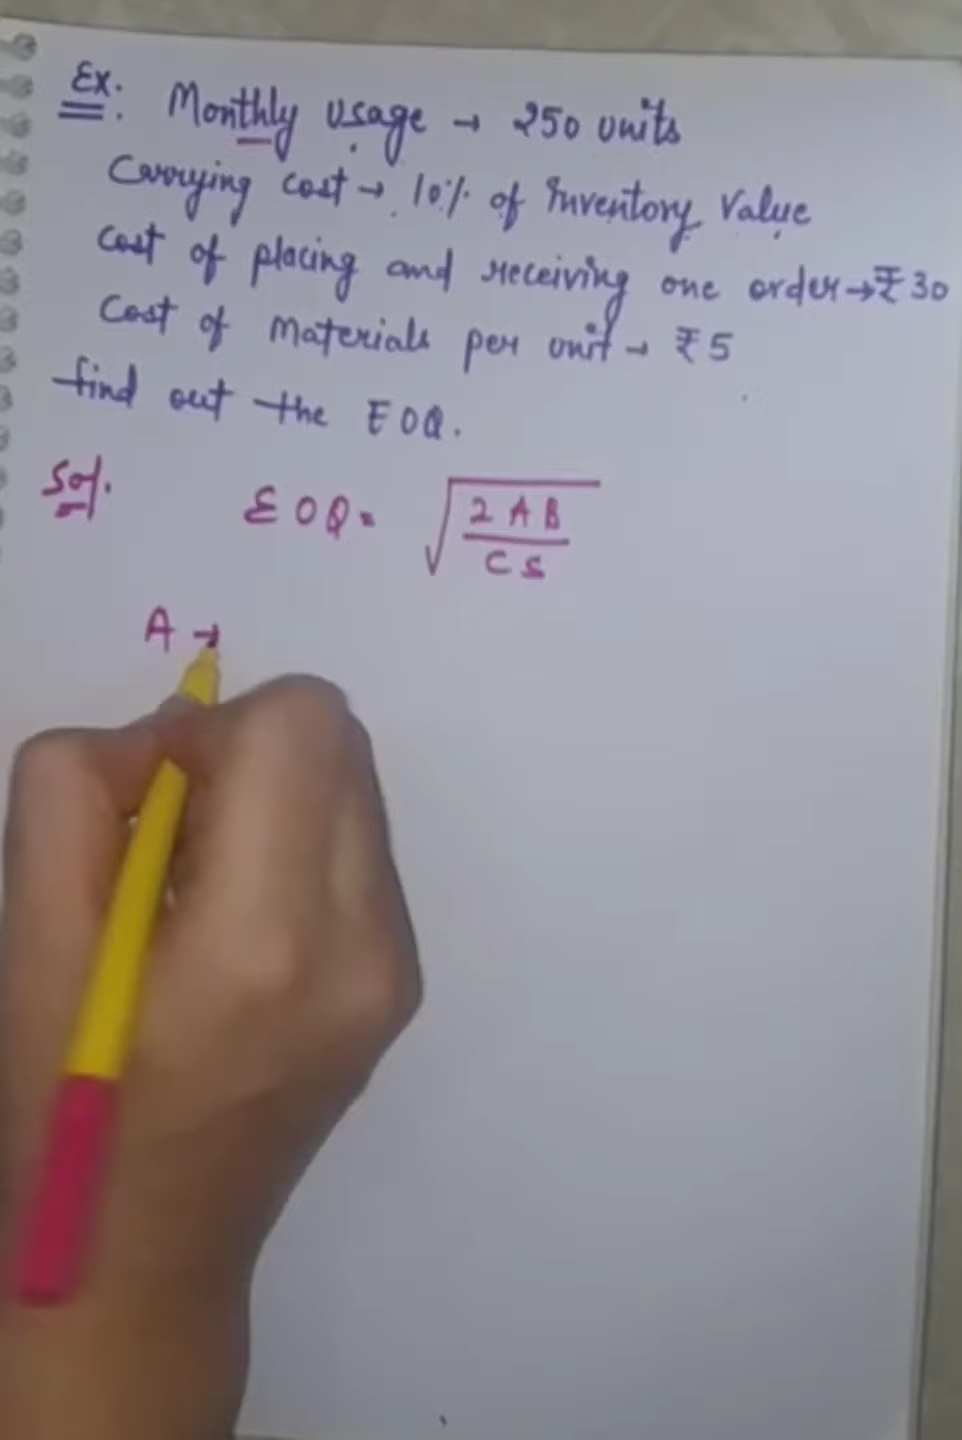 Ex: Monthly usage → 250 units
Carrying cost → 10% of Inventory Value
Cost of placing and receiving one order → ₹30
Cost of Materials per unit → ₹5
find out the EOQ.
Sol. EOQ = √2AB/CS
A →